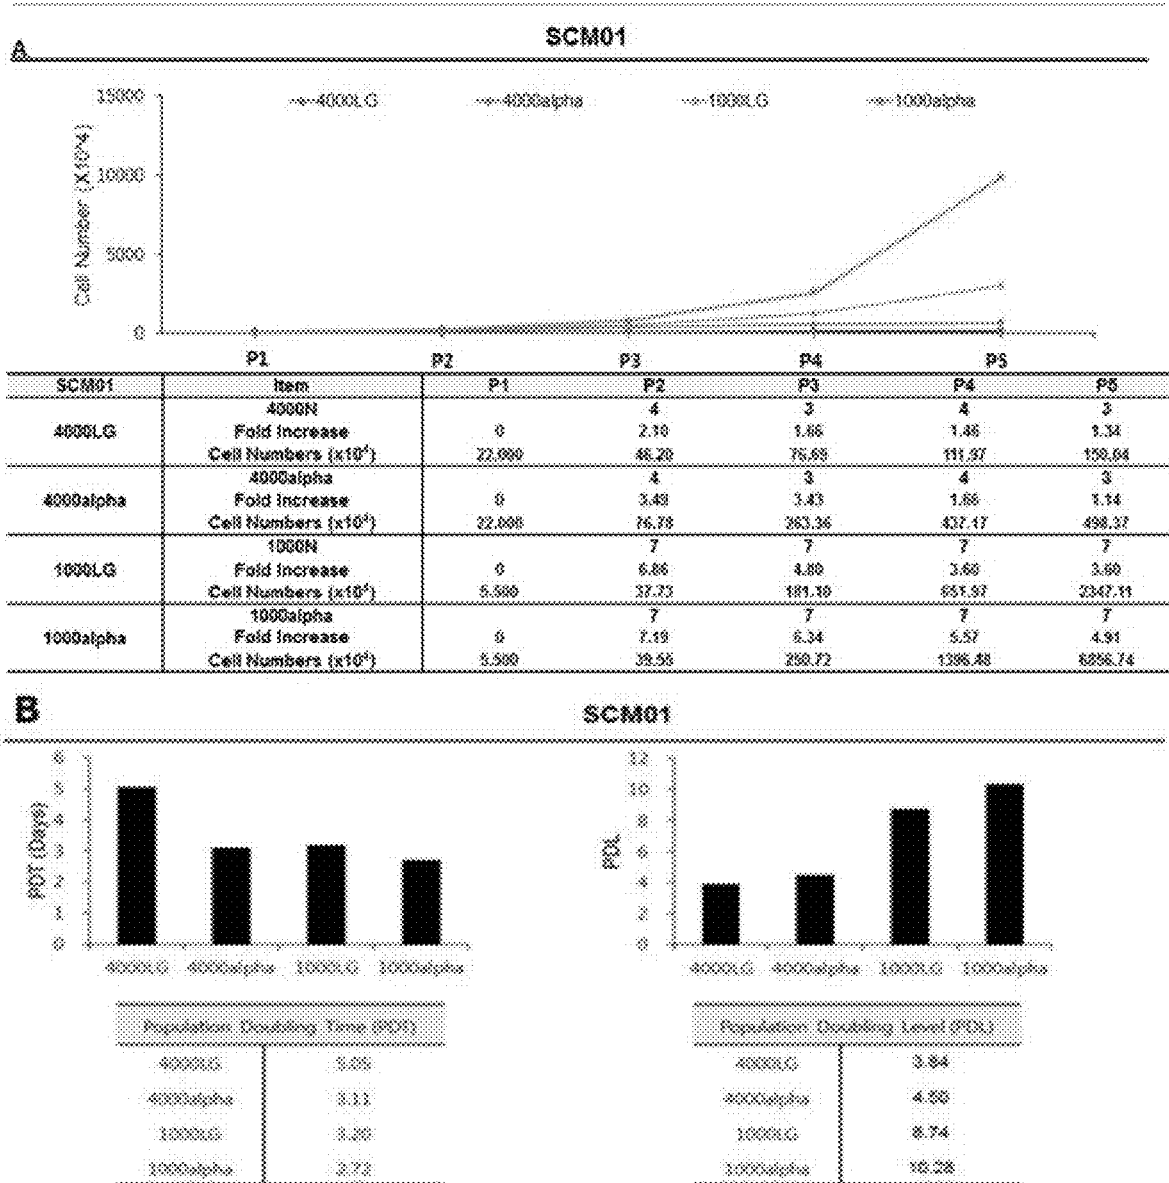 SCM01
A
15000 4000LG 4000alpha 1000LG 1000alpha
10000
5000
0
Cell Number (X10^4)
P1 P2 P3 P4 P5
SCM01 Item P1 P2 P3 P4 P5
4000N 4 3 4 3
4000LG Fold Increase 0 2.10 1.66 1.46 1.34
Cell Numbers (x10⁴) 22.000 46.20 76.69 111.97 150.04
4000alpha 4 3 4 3
4000alpha Fold Increase 0 3.49 3.43 1.66 1.14
Cell Numbers (x10⁴) 22.000 76.78 263.36 437.17 498.37
1000N 7 7 7 7
1000LG Fold Increase 0 6.86 4.80 3.60 3.60
Cell Numbers (x10⁴) 5.500 37.73 181.10 651.97 2347.11
1000alpha 7 7 7 7
1000alpha Fold Increase 0 7.19 6.34 5.57 4.91
Cell Numbers (x10⁴) 5.500 39.55 250.72 1396.48 6856.74
B SCM01
6
5
4
3
2
1
0
PDT (Days)
4000LG 4000alpha 1000LG 1000alpha
12
10
8
6
4
2
0
PDL
4000LG 4000alpha 1000LG 1000alpha
Population Doubling Time (PDT)
4000LG 5.05
4000alpha 3.11
1000LG 3.20
1000alpha 2.72
Population Doubling Level (PDL)
4000LG 3.84
4000alpha 4.50
1000LG 8.74
1000alpha 10.28